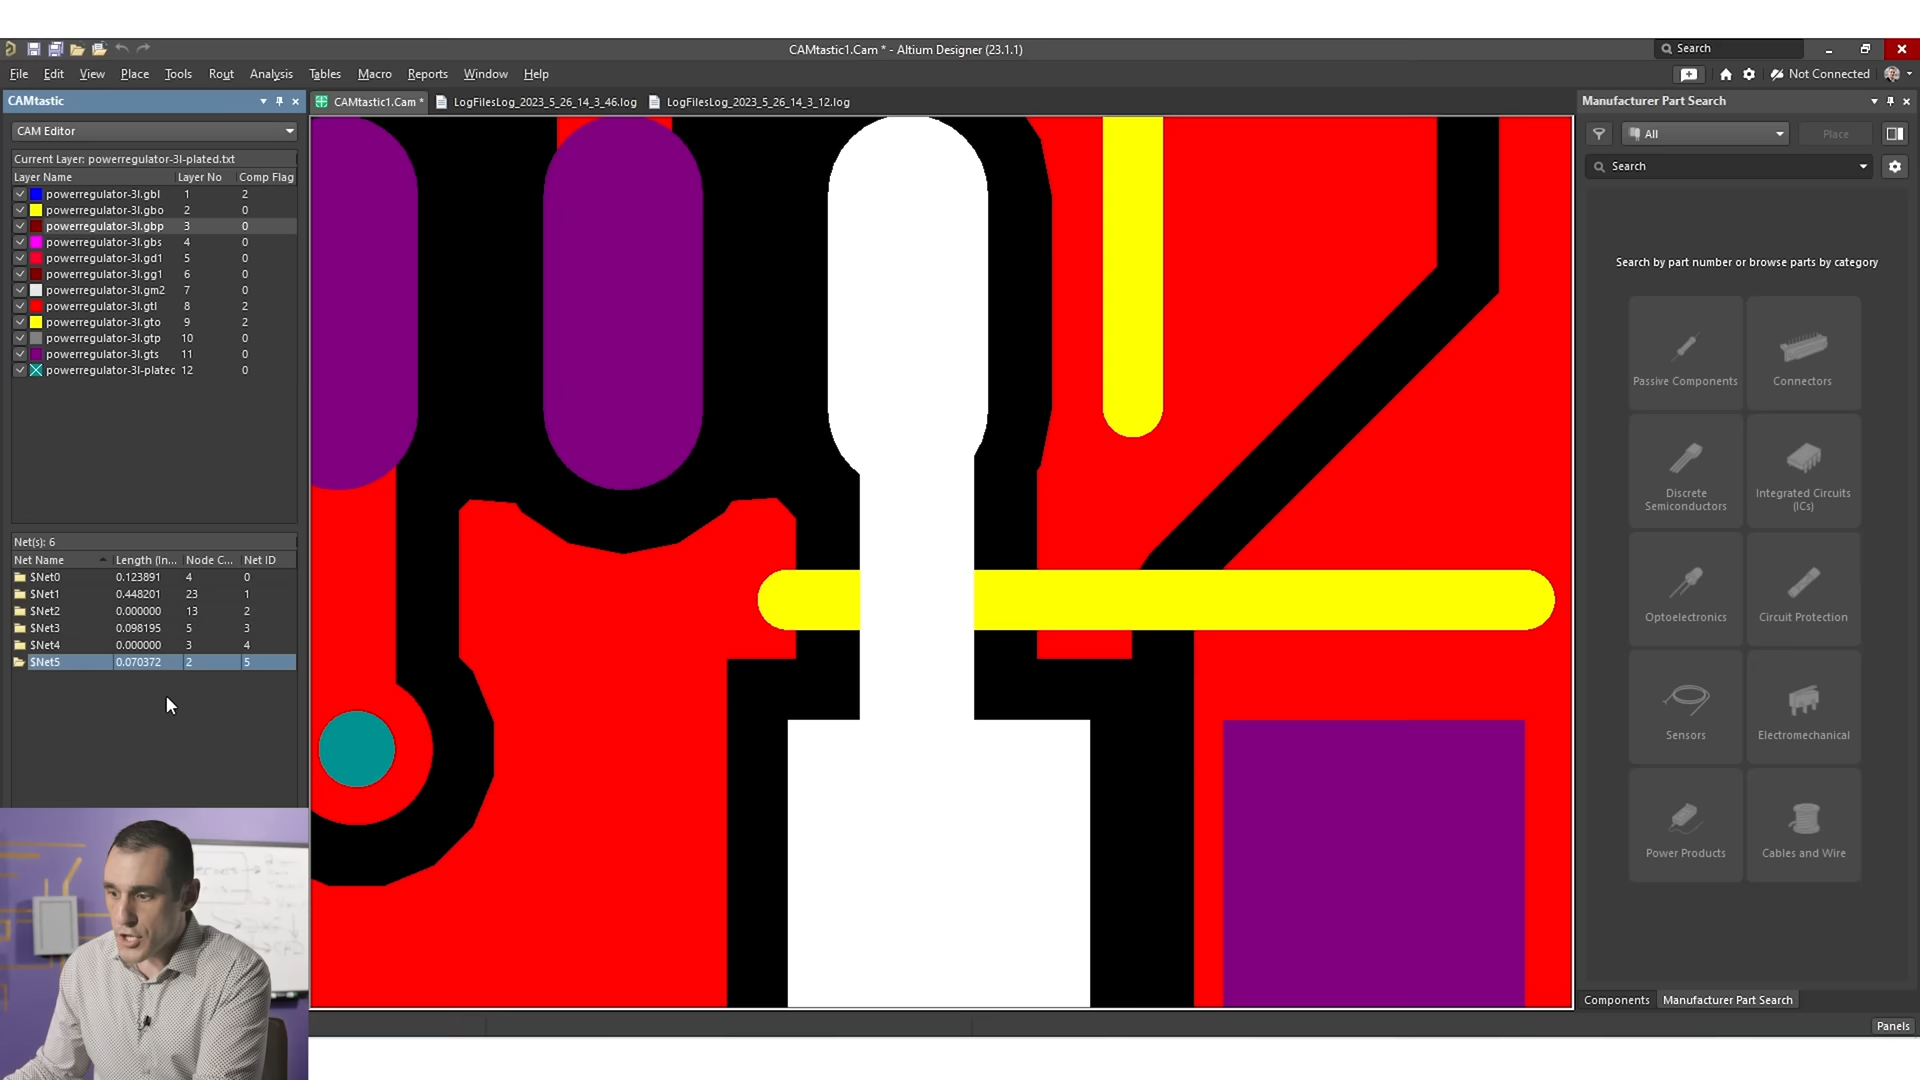 CAMtastic1.Cam * - Altium Designer (23.1.1)
Search
File Edit View Place Tools Rout Analysis Tables Macro Reports Window Help
Not Connected
CAMtastic
CAMtastic1.Cam *
LogFilesLog_2023_5_26_14_3_46.log
LogFilesLog_2023_5_26_14_3_12.log
Manufacturer Part Search
CAM Editor
All
Place
Search
Current Layer: powerregulator-3l-plated.txt
Layer Name Layer No Comp Flag
powerregulator-3l.gbl 1 2
powerregulator-3l.gbo 2 0
powerregulator-3l.gbp 3 0
powerregulator-3l.gbs 4 0
powerregulator-3l.gd1 5 0
powerregulator-3l.gg1 6 0
powerregulator-3l.gm2 7 0
powerregulator-3l.gtl 8 2
powerregulator-3l.gto 9 2
powerregulator-3l.gtp 10 0
powerregulator-3l.gts 11 0
powerregulator-3l-platec 12 0
Net(s): 6
Net Name Length (In... Node C... Net ID
$Net0 0.123891 4 0
$Net1 0.448201 23 1
$Net2 0.000000 13 2
$Net3 0.098195 5 3
$Net4 0.000000 3 4
$Net5 0.070372 2 5
Search by part number or browse parts by category
Passive Components
Connectors
Discrete
Semiconductors
Integrated Circuits
(ICs)
Optoelectronics
Circuit Protection
Sensors
Electromechanical
Power Products
Cables and Wire
Components
Manufacturer Part Search
Panels